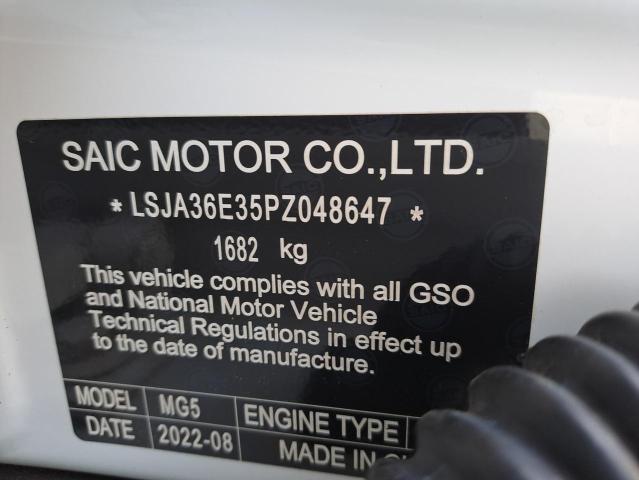 SAIC MOTOR CO.,LTD.
* LSJA36E35PZ048647 *
1682 kg
This vehicle complies with all GSO
and National Motor Vehicle
Technical Regulations in effect up
to the date of manufacture.
MODEL MG5 ENGINE TYPE
DATE 2022-08 MADE IN